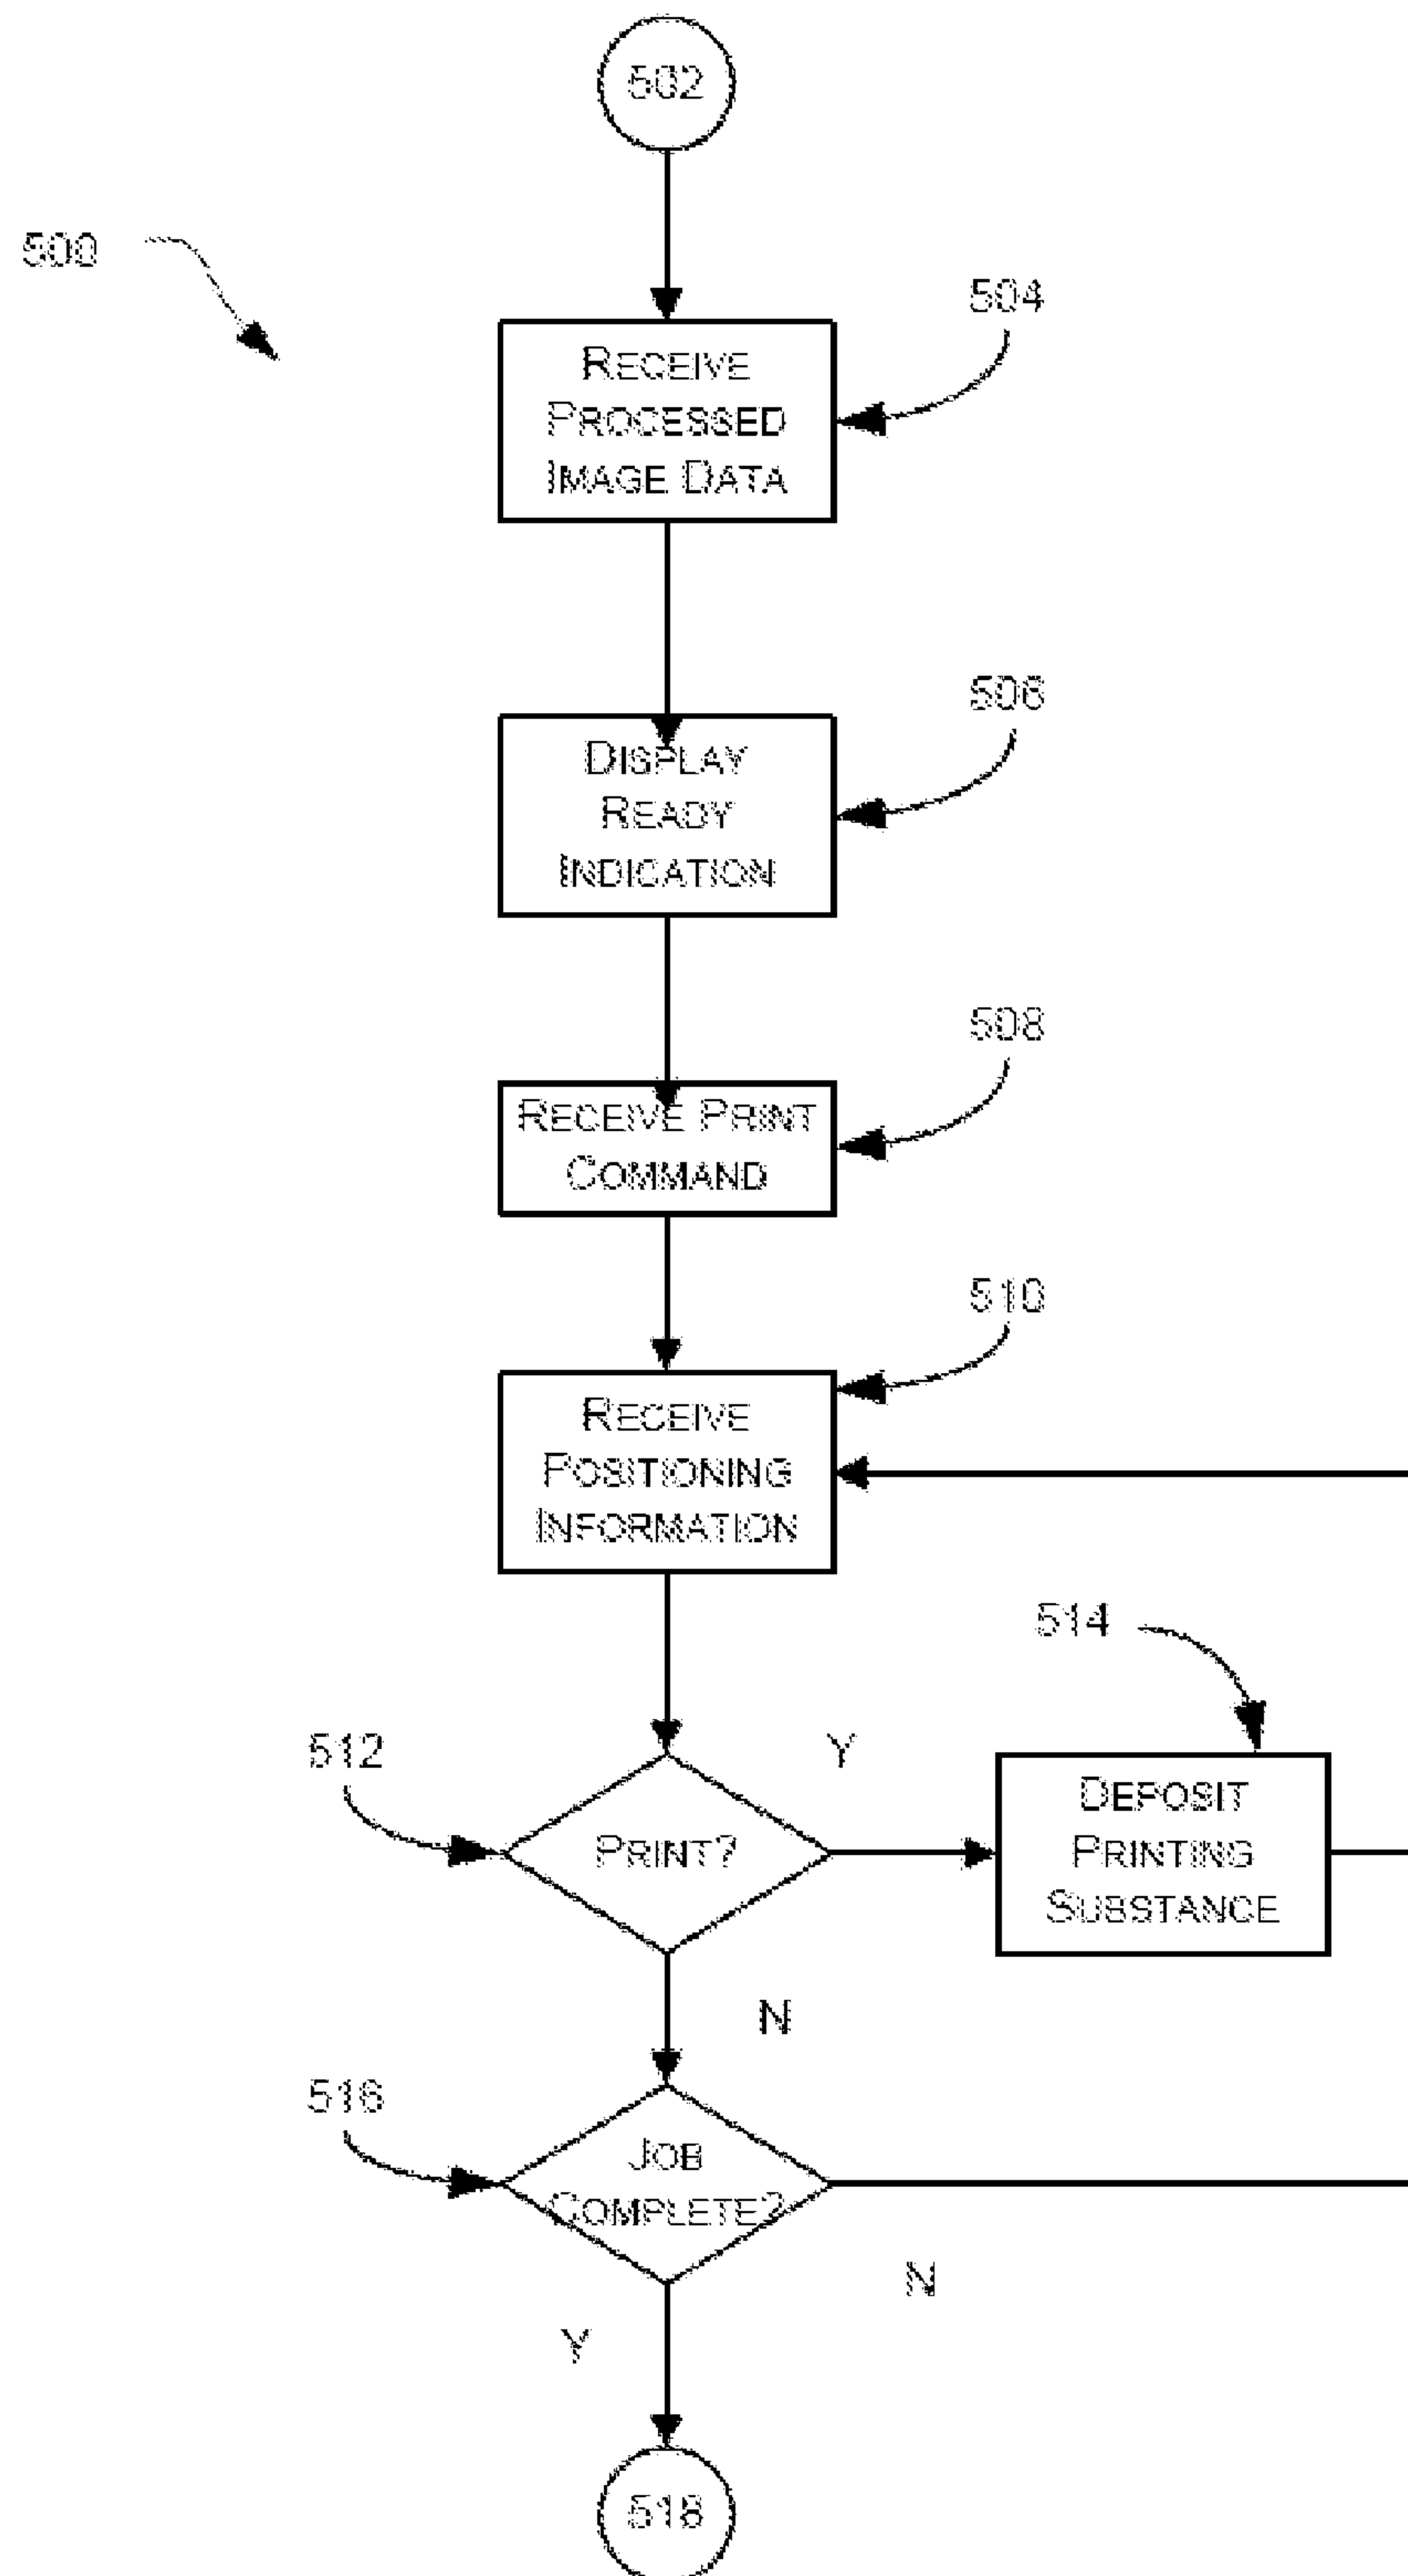 502
500
504
RECEIVE
PROCESSED
IMAGE DATA
506
DISPLAY
READY
INDICATION
508
RECEIVE PRINT
COMMAND
510
RECEIVE
POSITIONING
INFORMATION
514
512
Y
PRINT?
DEPOSIT
PRINTING
SUBSTANCE
N
516
JOB
COMPLETE?
N
Y
518